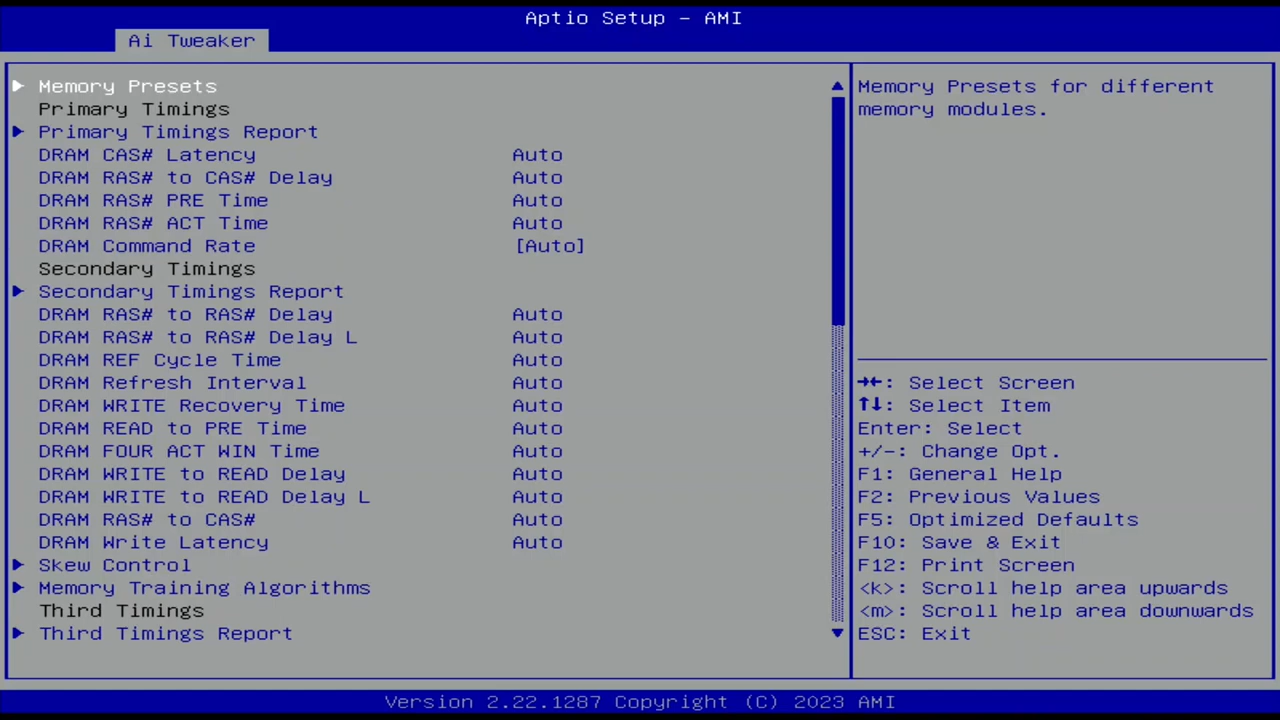 Aptio Setup - AMI
Ai Tweaker
Memory Presets
Primary Timings
Primary Timings Report
DRAM CAS# Latency Auto
DRAM RAS# to CAS# Delay Auto
DRAM RAS# PRE Time Auto
DRAM RAS# ACT Time Auto
DRAM Command Rate [Auto]
Secondary Timings
Secondary Timings Report
DRAM RAS# to RAS# Delay Auto
DRAM RAS# to RAS# Delay L Auto
DRAM REF Cycle Time Auto
DRAM Refresh Interval Auto
DRAM WRITE Recovery Time Auto
DRAM READ to PRE Time Auto
DRAM FOUR ACT WIN Time Auto
DRAM WRITE to READ Delay Auto
DRAM WRITE to READ Delay L Auto
DRAM RAS# to CAS# Auto
DRAM Write Latency Auto
Skew Control
Memory Training Algorithms
Third Timings
Third Timings Report
Memory Presets for different
memory modules.
→←: Select Screen
↑↓: Select Item
Enter: Select
+/-: Change Opt.
F1: General Help
F2: Previous Values
F5: Optimized Defaults
F10: Save & Exit
F12: Print Screen
<k>: Scroll help area upwards
<m>: Scroll help area downwards
ESC: Exit
Version 2.22.1287 Copyright (C) 2023 AMI